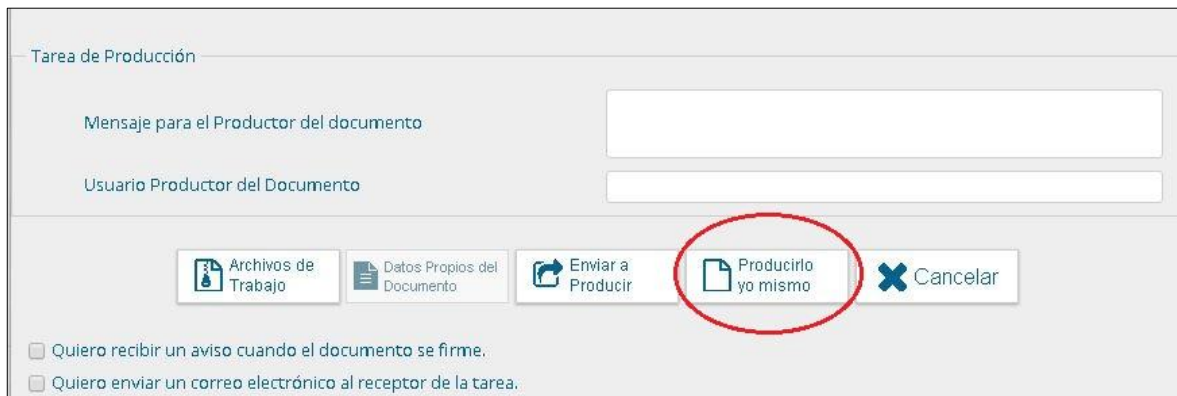 Tarea de Producción
Mensaje para el Productor del documento
Usuario Productor del Documento
Archivos de
Trabajo
Datos Propios del
Documento
Enviar a
Producir
Producirlo
yo mismo
Cancelar
Quiero recibir un aviso cuando el documento se firme.
Quiero enviar un correo electrónico al receptor de la tarea.